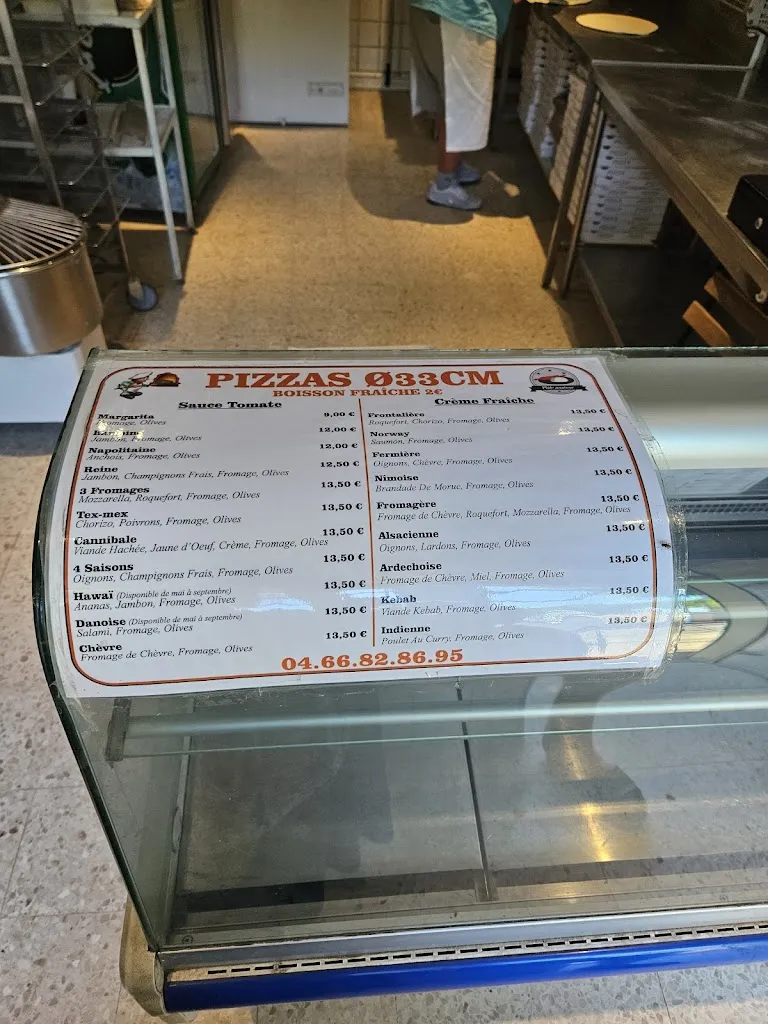 PIZZAS Ø33CM
BOISSON FRAÎCHE 2€
Sauce Tomate
Margarita 9,00 €
Fromage, Olives
12,00 €
Jambon, Fromage, Olives
Napolitaine 12,00 €
Anchois, Fromage, Olives
Reine 12,50 €
Jambon, Champignons Frais, Fromage, Olives
3 Fromages 13,50 €
Mozzarella, Roquefort, Fromage, Olives
Tex-mex 13,50 €
Chorizo, Poivrons, Fromage, Olives
Cannibale 13,50 €
Viande Hachée, Jaune d'Oeuf, Crème, Fromage, Olives
4 Saisons 13,50 €
Oignons, Champignons Frais, Fromage, Olives
Hawaï (Disponible de mai à septembre) 13,50 €
Ananas, Jambon, Fromage, Olives
Danoise (Disponible de mai à septembre) 13,50 €
Salami, Fromage, Olives
Chèvre 13,50 €
Fromage de Chèvre, Fromage, Olives
Crème Fraîche
Frontalière 13,50 €
Roquefort, Chorizo, Fromage, Olives
Norway 13,50 €
Saumon, Fromage, Olives
Fermière 13,50 €
Oignons, Chèvre, Fromage, Olives
Nimoise 13,50 €
Brandade De Morue, Fromage, Olives
Fromagère 13,50 €
Fromage de Chèvre, Roquefort, Mozzarella, Fromage, Olives
Alsacienne 13,50 €
Oignons, Lardons, Fromage, Olives
Ardechoise 13,50 €
Fromage de Chèvre, Miel, Fromage, Olives
Kebab 13,50 €
Viande Kebab, Fromage, Olives
Indienne 13,50 €
Poulet Au Curry, Fromage, Olives
04.66.82.86.95